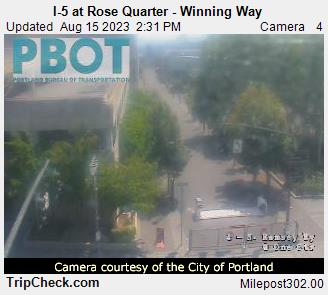 I-5 at Rose Quarter - Winning Way
Updated Aug 15 2023 2:31 PM Camera 4
PBOT
PORTLAND BUREAU OF TRANSPORTATION
N. Ramsey
Camera courtesy of the City of Portland
TripCheck.com Milepost302.00